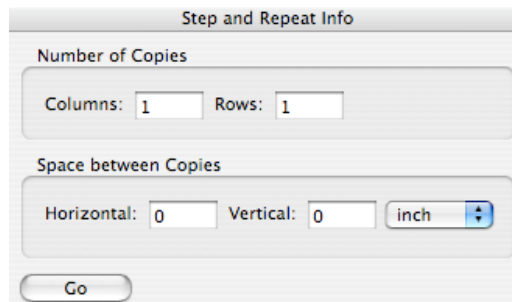 Step and Repeat Info
Number of Copies
Columns: 1 Rows: 1
Space between Copies
Horizontal: 0 Vertical: 0 inch
Go